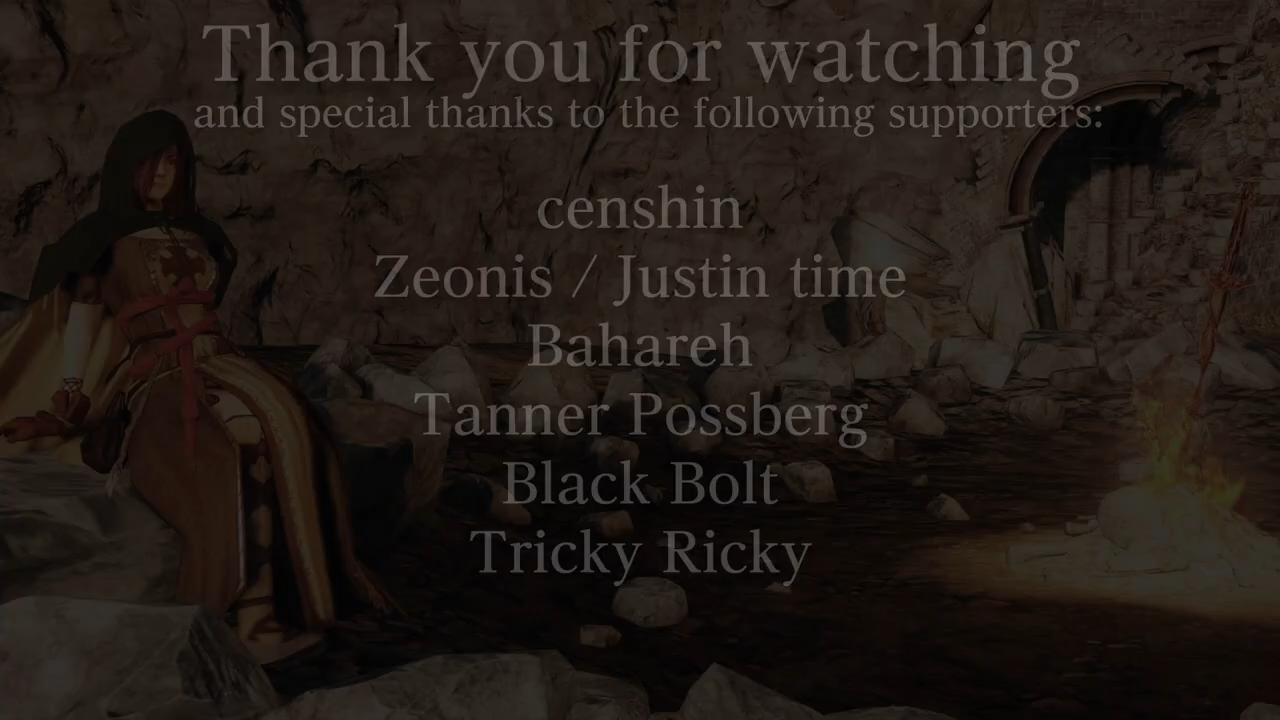 Thank you for watching
and special thanks to the following supporters:
censhin
Zeonis / Justin time
Bahareh
Tanner Possberg
Black Bolt
Tricky Ricky